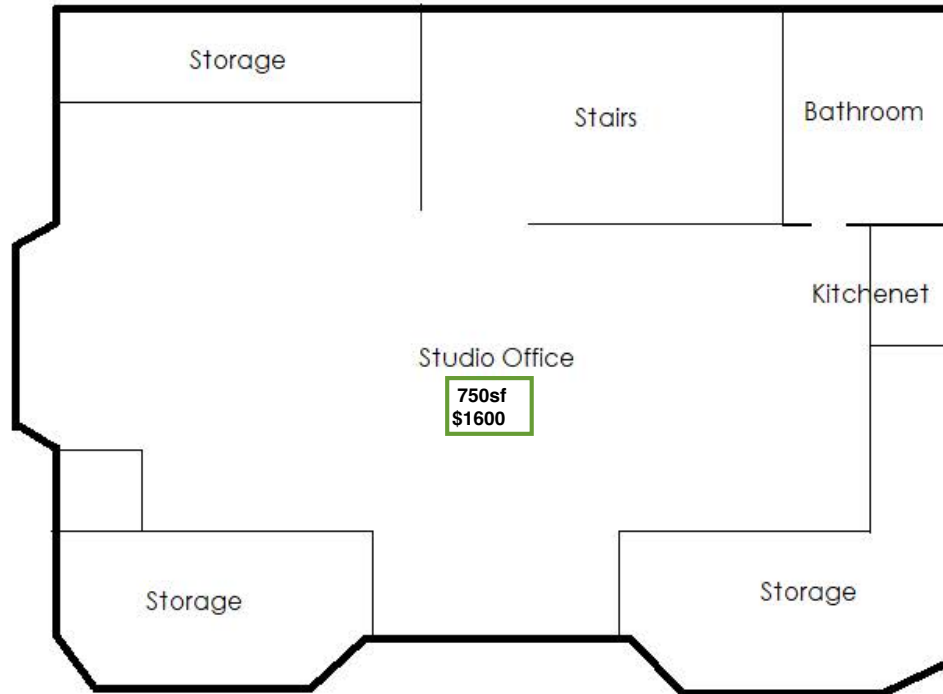 Storage
Stairs
Bathroom
Kitchenet
Studio Office
750sf
$1600
Storage
Storage